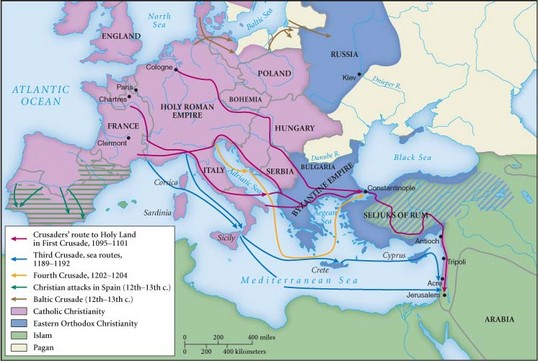 North
Sea
Baltic Sea
ENGLAND
RUSSIA
Cologne
POLAND
Kiev
Dnieper R.
ATLANTIC
OCEAN
Paris
Chartres
BOHEMIA
HOLY ROMAN
EMPIRE
FRANCE
HUNGARY
Clermont
Danube R.
Black Sea
ITALY
SERBIA
BULGARIA
Corsica
Adriatic Sea
BYZANTINE EMPIRE
Constantinople
Sardinia
Aegean
Sea
SELJUKS OF RUM
Sicily
Antioch
Crete
Cyprus
Tripoli
Mediterranean Sea
Acre
Jerusalem
ARABIA
Crusaders' route to Holy Land
in First Crusade, 1095–1101
Third Crusade, sea routes,
1189–1192
Fourth Crusade, 1202–1204
Christian attacks in Spain (12th–13th c.)
Baltic Crusade (12th–13th c.)
Catholic Christianity
Eastern Orthodox Christianity
Islam
Pagan
0 200 400 miles
0 200 400 kilometers